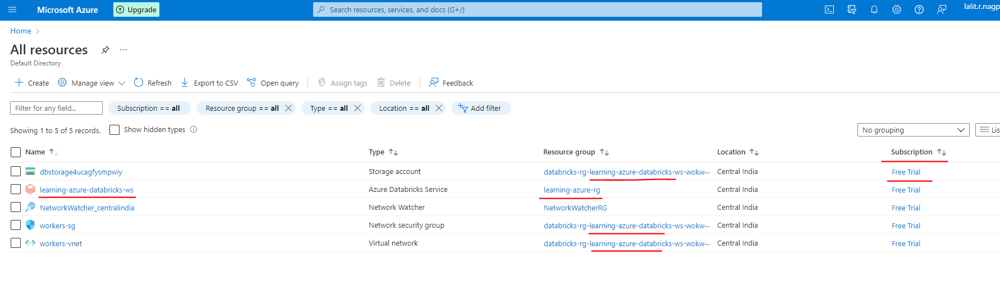 Microsoft Azure Upgrade Search resources, services, and docs (G+/) lalit.r.nagp
Home
All resources ...
Default Directory
Create Manage view Refresh Export to CSV Open query Assign tags Delete Feedback
Filter for any field... Subscription == all Resource group == all Type == all Location == all Add filter
Showing 1 to 5 of 5 records. Show hidden types No grouping Lis
Name Type Resource group Location Subscription
dbstorage4ucagfysmpwiy Storage account databricks-rg-learning-azure-databricks-ws-wokw... Central India Free Trial
learning-azure-databricks-ws Azure Databricks Service learning-azure-rg Central India Free Trial
NetworkWatcher_centralindia Network Watcher NetworkWatcherRG Central India Free Trial
workers-sg Network security group databricks-rg-learning-azure-databricks-ws-wokw... Central India Free Trial
workers-vnet Virtual network databricks-rg-learning-azure-databricks-ws-wokw... Central India Free Trial